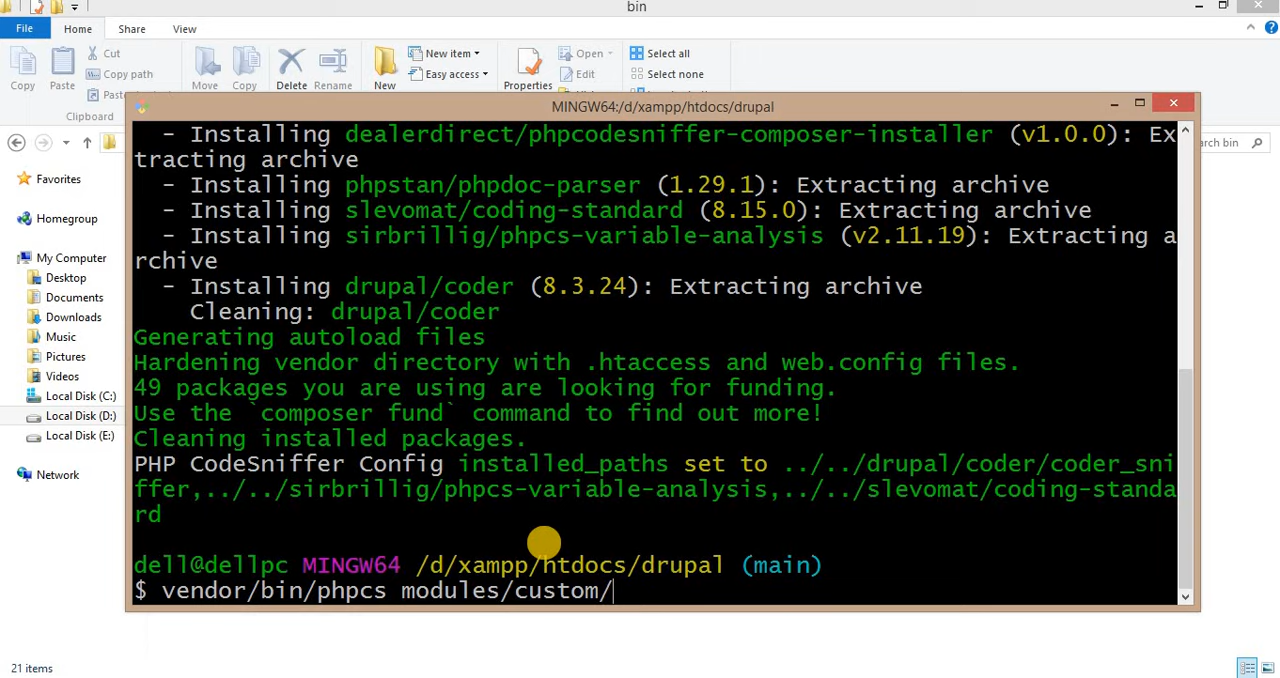 bin
File Home Share View
Cut
Copy path
Copy Paste
Move Copy
Delete Rename
New
New item
Easy access
Properties
Open
Edit
Select all
Select none
Clipboard
MINGW64:/d/xampp/htdocs/drupal
- Installing dealerdirect/phpcodesniffer-composer-installer (v1.0.0): Ex
tracting archive
- Installing phpstan/phpdoc-parser (1.29.1): Extracting archive
- Installing slevomat/coding-standard (8.15.0): Extracting archive
- Installing sirbrillig/phpcs-variable-analysis (v2.11.19): Extracting a
rchive
- Installing drupal/coder (8.3.24): Extracting archive
Cleaning: drupal/coder
Generating autoload files
Hardening vendor directory with .htaccess and web.config files.
49 packages you are using are looking for funding.
Use the `composer fund` command to find out more!
Cleaning installed packages.
PHP CodeSniffer Config installed_paths set to ../../drupal/coder/coder_sni
ffer,../../sirbrillig/phpcs-variable-analysis,../../slevomat/coding-standa
rd
dell@dellpc MINGW64 /d/xampp/htdocs/drupal (main)
$ vendor/bin/phpcs modules/custom/
Favorites
Homegroup
My Computer
Desktop
Documents
Downloads
Music
Pictures
Videos
Local Disk (C:)
Local Disk (D:)
Local Disk (E:)
Network
21 items